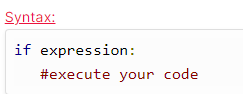 Syntax:
if expression:
   #execute your code